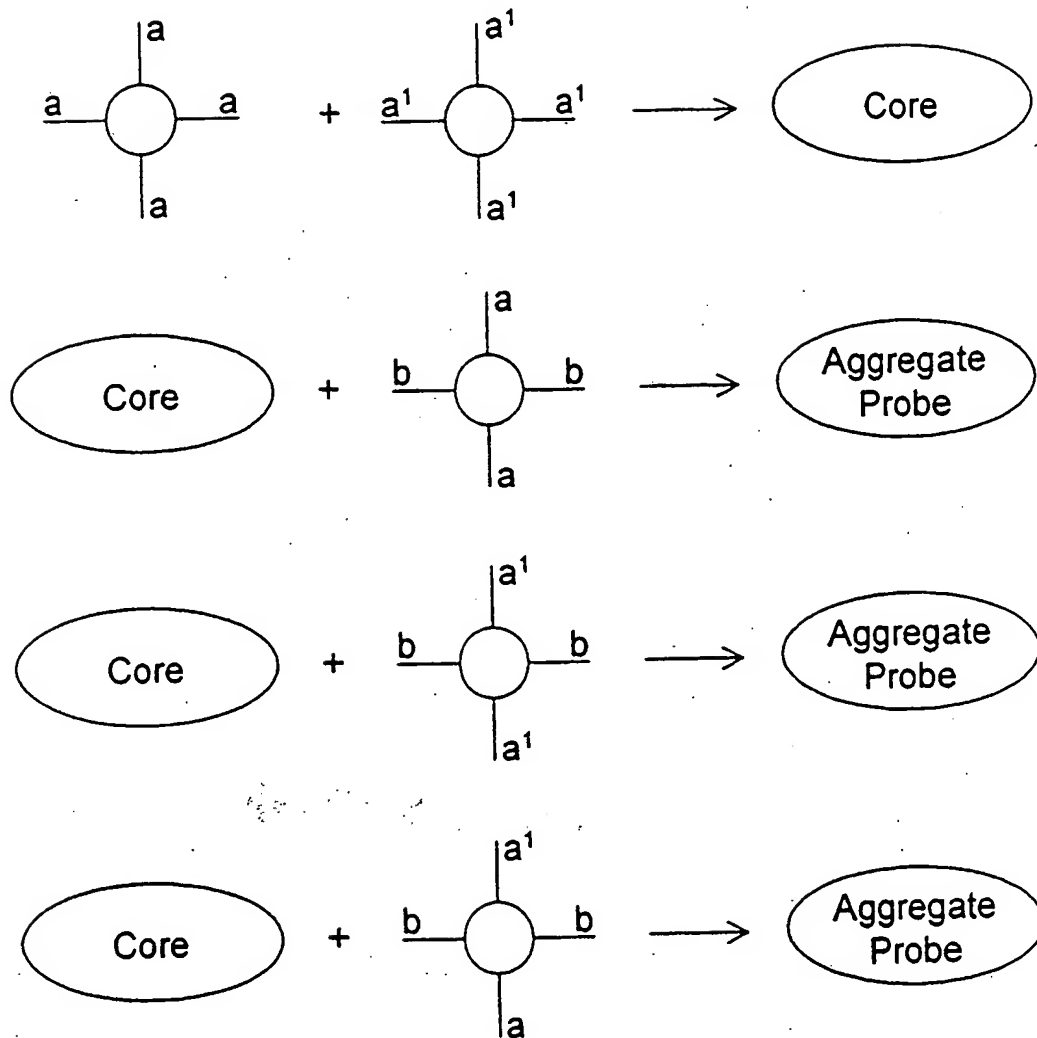 a
a a
a
+
a¹
a¹ a¹
a¹
Core
Core
+
a
b b
a
Aggregate
Probe
Core
+
a¹
b b
a¹
Aggregate
Probe
Core
+
a¹
b b
a
Aggregate
Probe